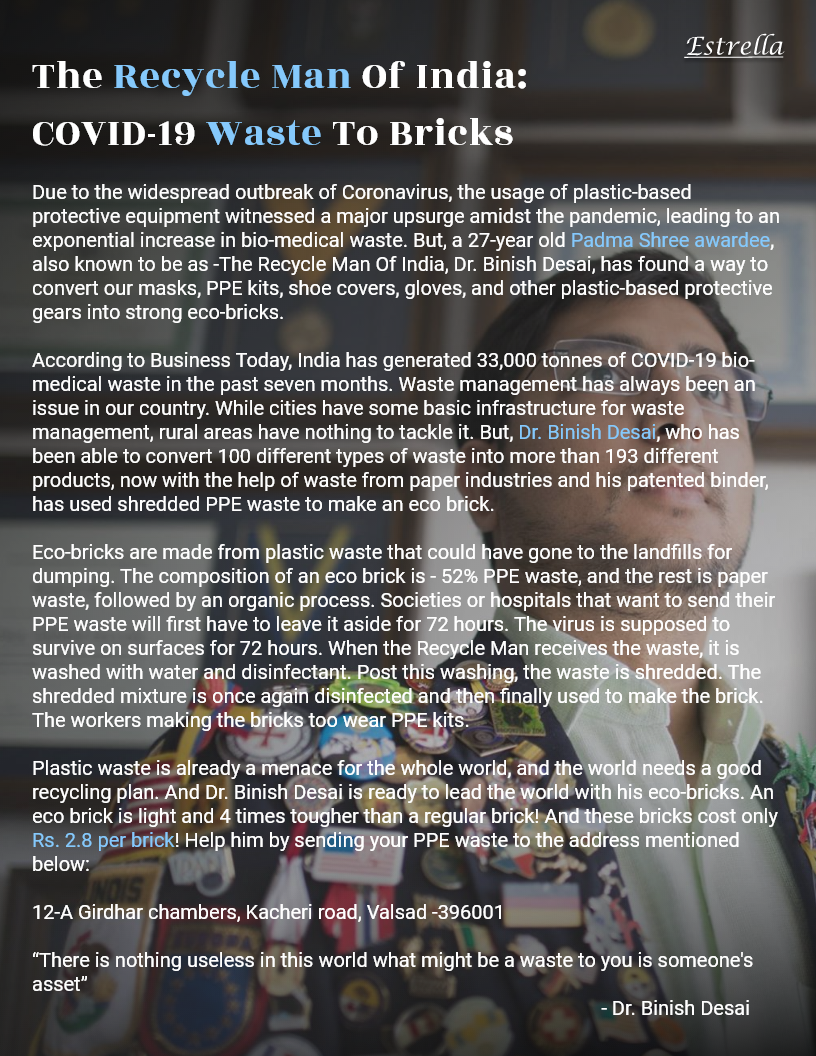 Estrella
The Recycle Man Of India:
COVID-19 Waste To Bricks
Due to the widespread outbreak of Coronavirus, the usage of plastic-based
protective equipment witnessed a major upsurge amidst the pandemic, leading to an
exponential increase in bio-medical waste. But, a 27-year old Padma Shree awardee,
also known to be as -The Recycle Man Of India, Dr. Binish Desai, has found a way to
convert our masks, PPE kits, shoe covers, gloves, and other plastic-based protective
gears into strong eco-bricks.
According to Business Today, India has generated 33,000 tonnes of COVID-19 bio-
medical waste in the past seven months. Waste management has always been an
issue in our country. While cities have some basic infrastructure for waste
management, rural areas have nothing to tackle it. But, Dr. Binish Desai, who has
been able to convert 100 different types of waste into more than 193 different
products, now with the help of waste from paper industries and his patented binder,
has used shredded PPE waste to make an eco brick.
Eco-bricks are made from plastic waste that could have gone to the landfills for
dumping. The composition of an eco brick is - 52% PPE waste, and the rest is paper
waste, followed by an organic process. Societies or hospitals that want to send their
PPE waste will first have to leave it aside for 72 hours. The virus is supposed to
survive on surfaces for 72 hours. When the Recycle Man receives the waste, it is
washed with water and disinfectant. Post this washing, the waste is shredded. The
shredded mixture is once again disinfected and then finally used to make the brick.
The workers making the bricks too wear PPE kits.
Plastic waste is already a menace for the whole world, and the world needs a good
recycling plan. And Dr. Binish Desai is ready to lead the world with his eco-bricks. An
eco brick is light and 4 times tougher than a regular brick! And these bricks cost only
Rs. 2.8 per brick! Help him by sending your PPE waste to the address mentioned
below:
12-A Girdhar chambers, Kacheri road, Valsad -396001
“There is nothing useless in this world what might be a waste to you is someone's
asset”
- Dr. Binish Desai